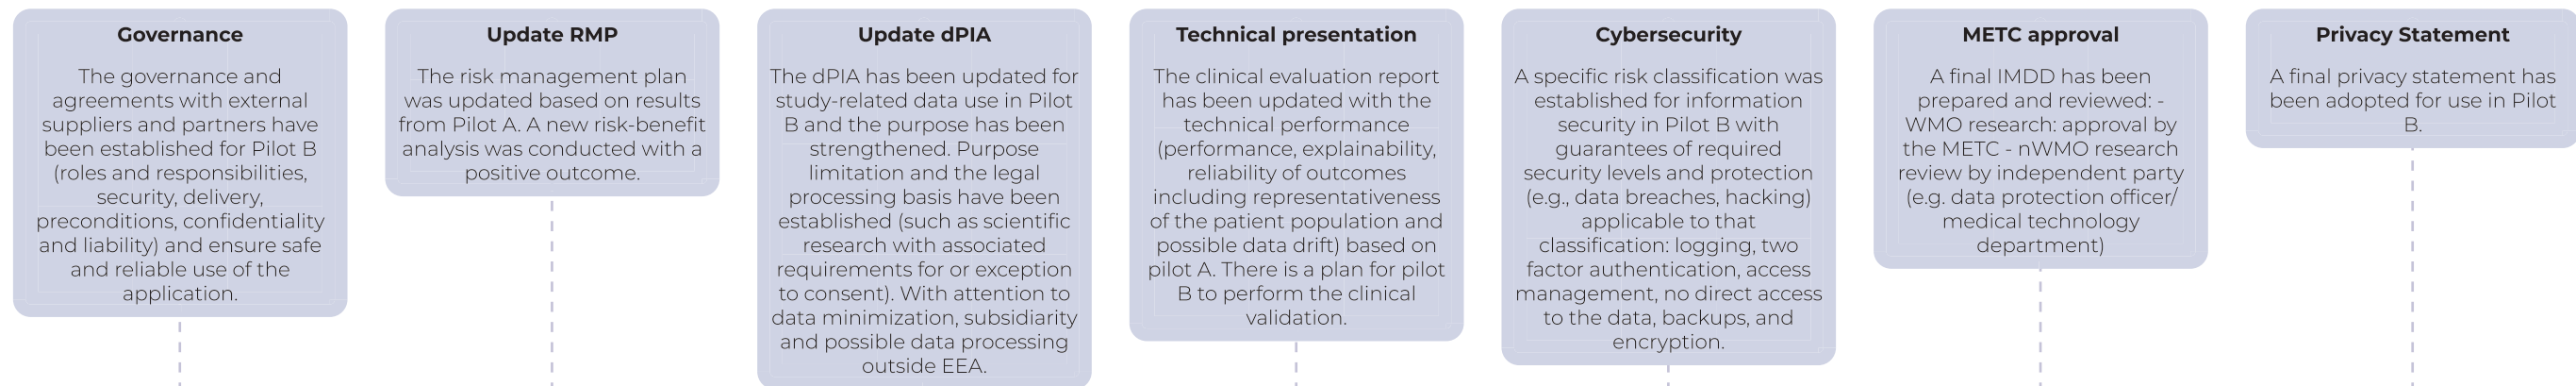 Governance
The governance and
agreements with external
suppliers and partners have
been established for Pilot B
(roles and responsibilities,
security, delivery,
preconditions, confidentiality
and liability) and ensure safe
and reliable use of the
application.
Update RMP
The risk management plan
was updated based on results
from Pilot A. A new risk-benefit
analysis was conducted with a
positive outcome.
Update dPIA
The dPIA has been updated for
study-related data use in Pilot
B and the purpose has been
strengthened. Purpose
limitation and the legal
processing basis have been
established (such as scientific
research with associated
requirements for or exception
to consent). With attention to
data minimization, subsidiarity
and possible data processing
outside EEA.
Technical presentation
The clinical evaluation report
has been updated with the
technical performance
(performance, explainability,
reliability of outcomes
including representativeness
of the patient population and
possible data drift) based on
pilot A. There is a plan for pilot
B to perform the clinical
validation.
Cybersecurity
A specific risk classification was
established for information
security in Pilot B with
guarantees of required
security levels and protection
(e.g., data breaches, hacking)
applicable to that
classification: logging, two
factor authentication, access
management, no direct access
to the data, backups, and
encryption.
METC approval
A final IMDD has been
prepared and reviewed: -
WMO research: approval by
the METC - nWMO research
review by independent party
(e.g. data protection officer/
medical technology
department)
Privacy Statement
A final privacy statement has
been adopted for use in Pilot
B.